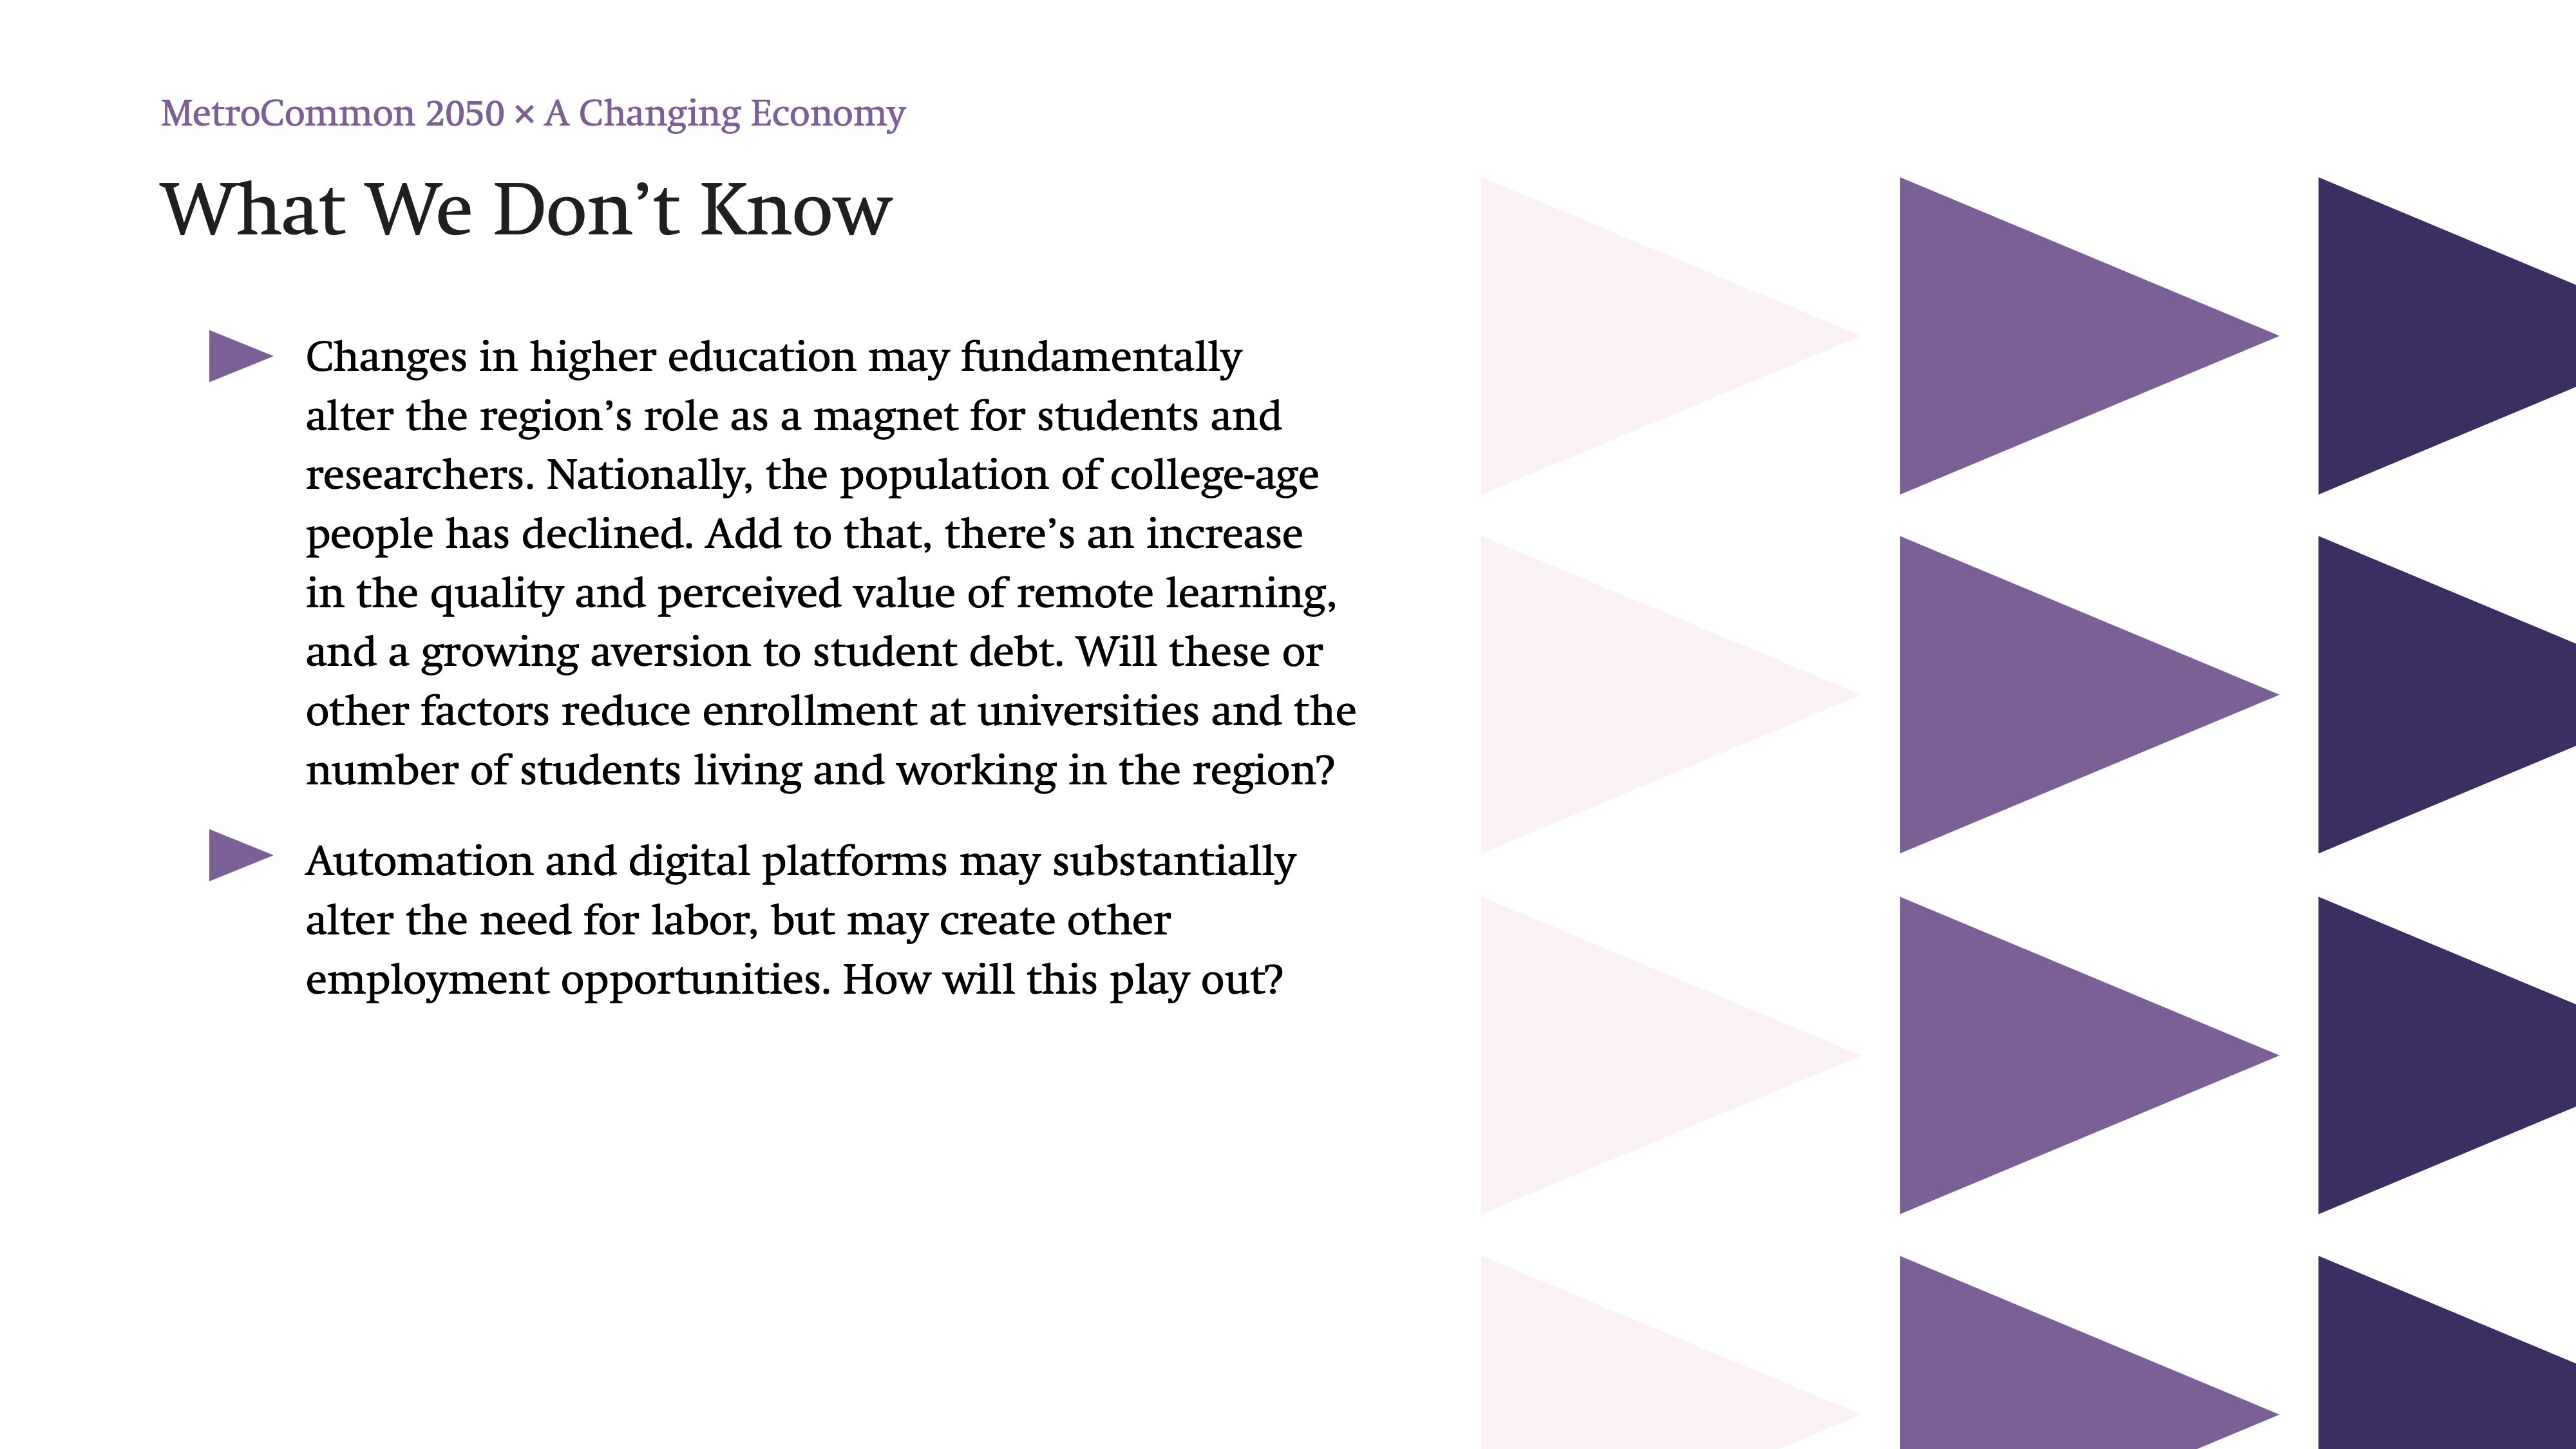 MetroCommon 2050 × A Changing Economy
What We Don’t Know
Changes in higher education may fundamentally
alter the region’s role as a magnet for students and
researchers. Nationally, the population of college-age
people has declined. Add to that, there’s an increase
in the quality and perceived value of remote learning,
and a growing aversion to student debt. Will these or
other factors reduce enrollment at universities and the
number of students living and working in the region?
Automation and digital platforms may substantially
alter the need for labor, but may create other
employment opportunities. How will this play out?